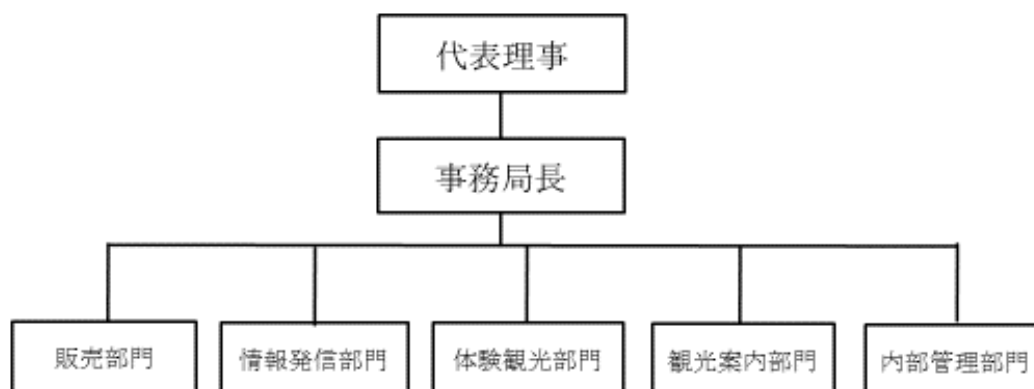 代表理事
事務局長
販売部門
情報発信部門
体験観光部門
観光案内部門
内部管理部門